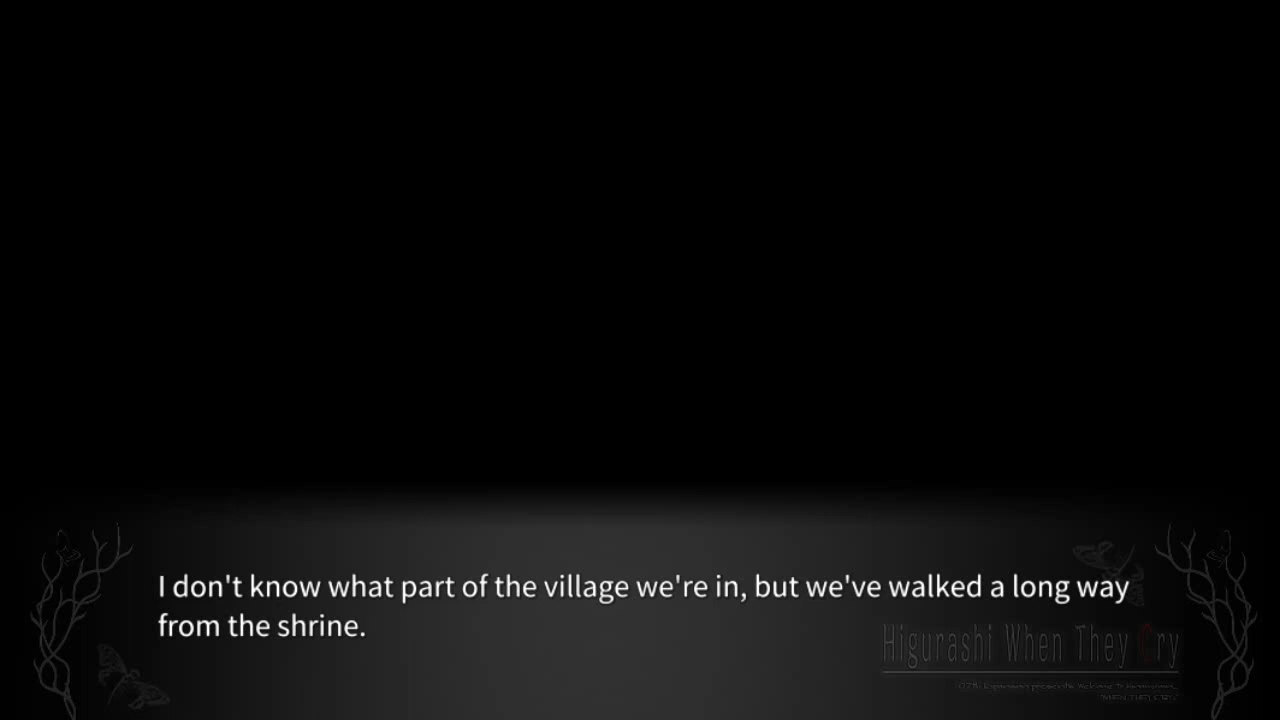 I don't know what part of the village we're in, but we've walked a long way
from the shrine.
Higurashi When They Cry